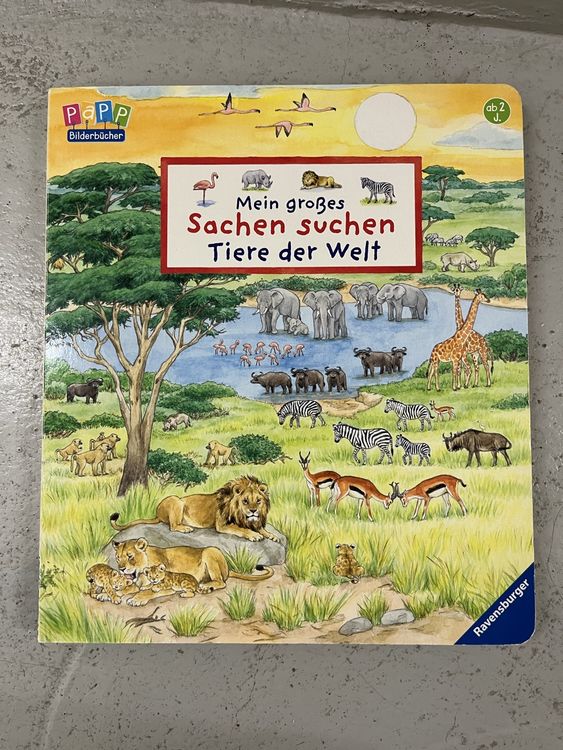 PAPP
Bilderbücher
ab 2
J.
Mein großes
Sachen suchen
Tiere der Welt
Ravensburger